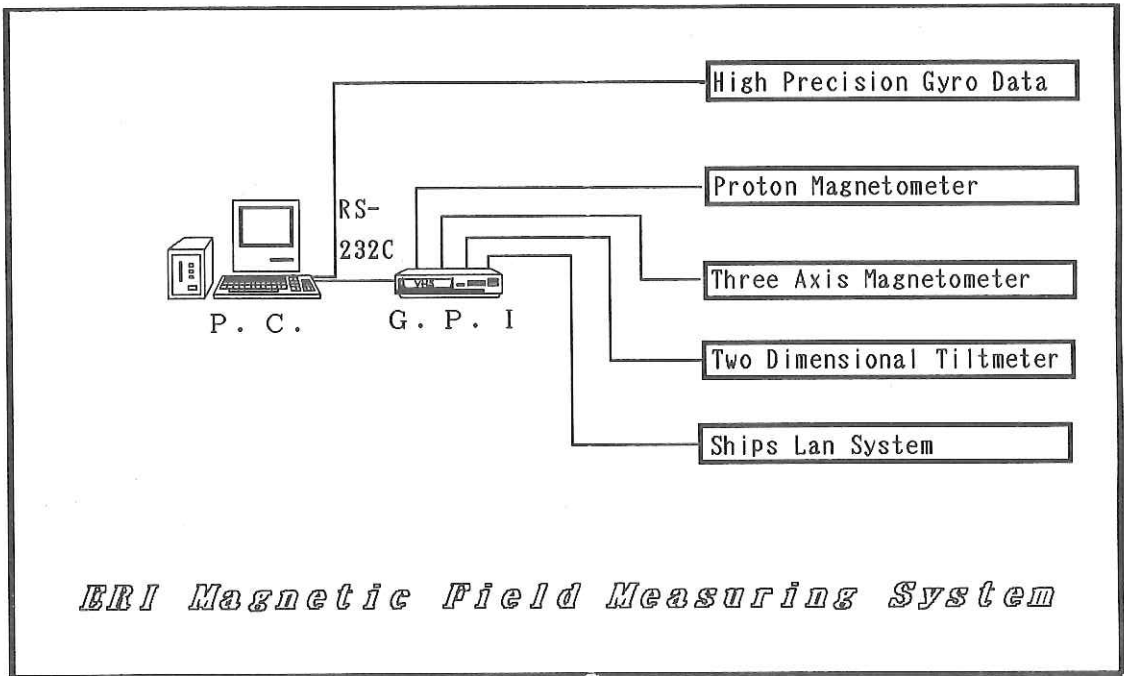 High Precision Gyro Data
Proton Magnetometer
RS-
232C
Three Axis Magnetometer
VHS
P. C.
G. P. I
Two Dimensional Tiltmeter
Ships Lan System
ERI Magnetic Field Measuring System